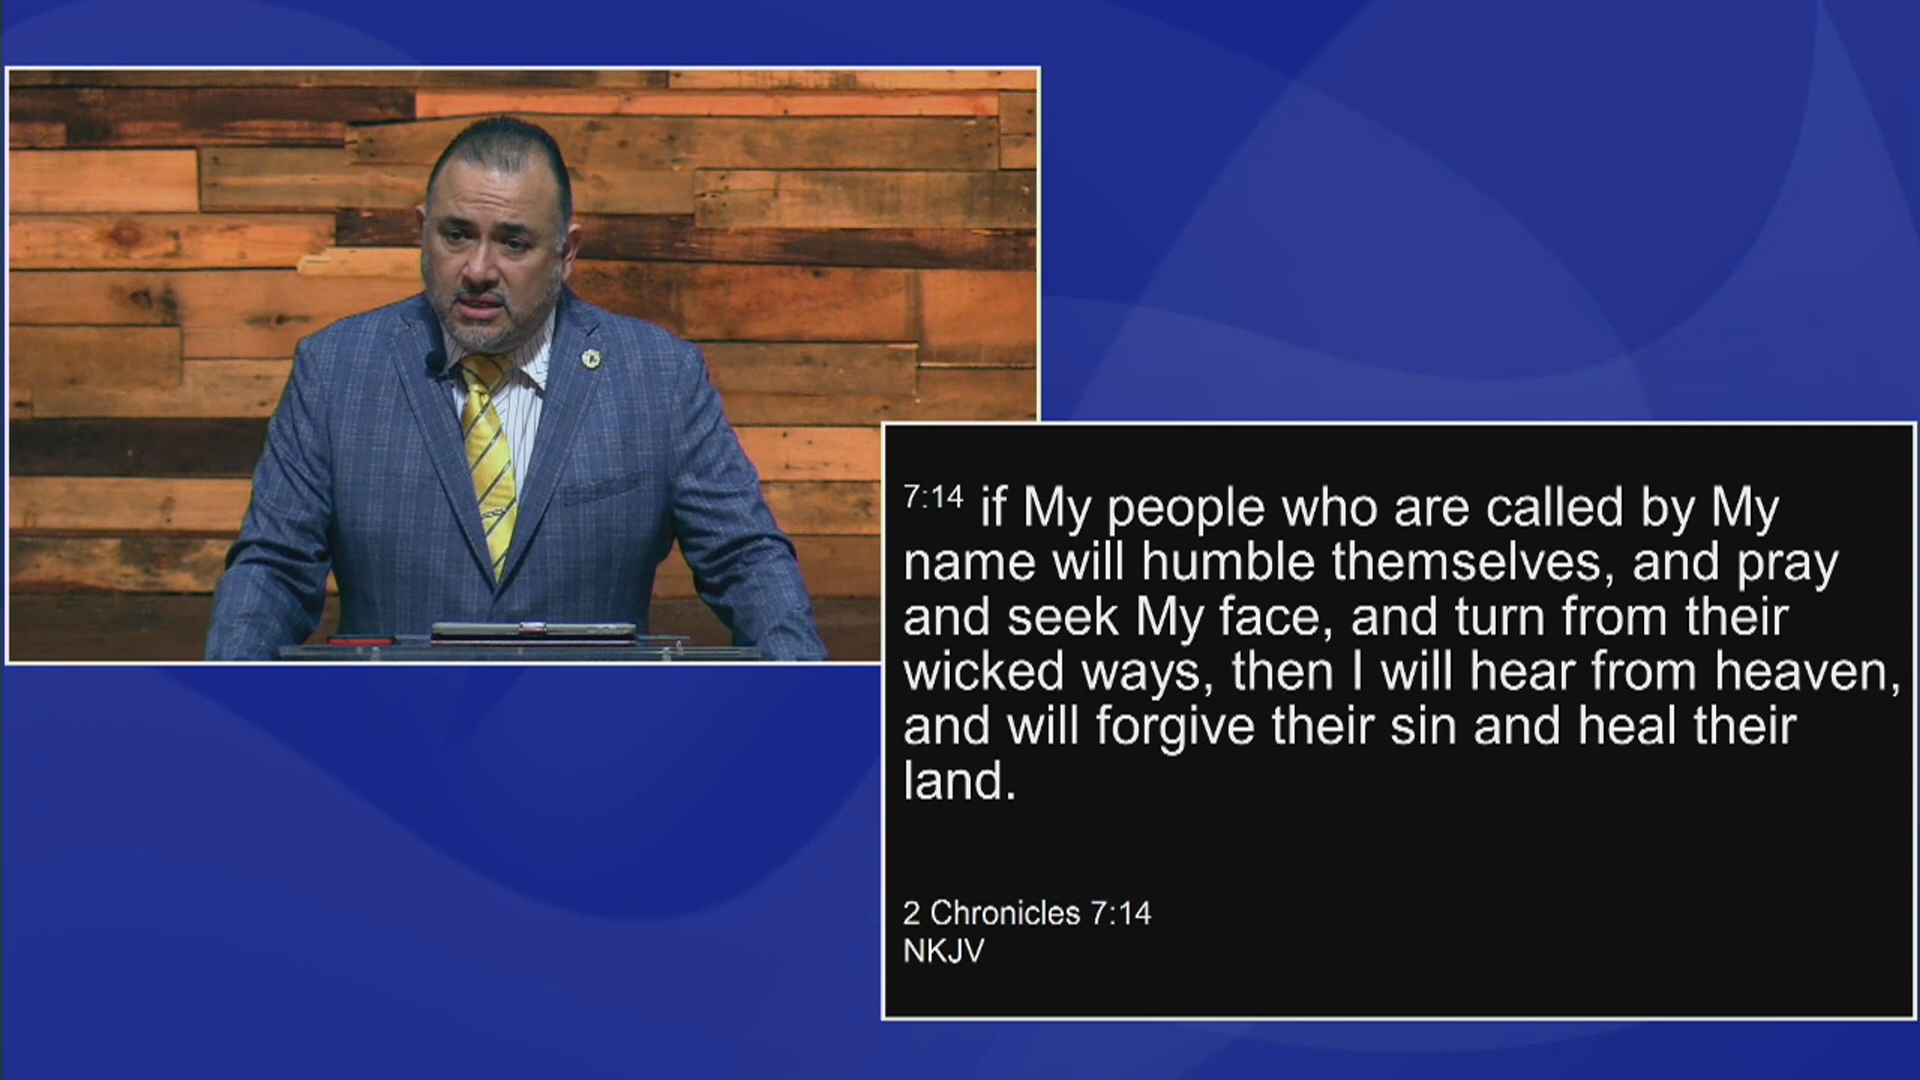 7:14 if My people who are called by My
name will humble themselves, and pray
and seek My face, and turn from their
wicked ways, then I will hear from heaven,
and will forgive their sin and heal their
land.
2 Chronicles 7:14
NKJV